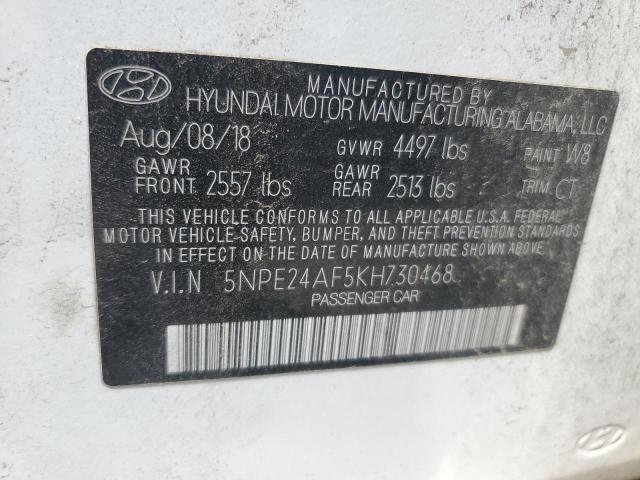 MANUFACTURED BY
HYUNDAI MOTOR MANUFACTURING ALABAMA, LLC
Aug/08/18 GVWR 4497 lbs PAINT W8
GAWR FRONT 2557 lbs GAWR REAR 2513 lbs TRIM CT
THIS VEHICLE CONFORMS TO ALL APPLICABLE U.S.A. FEDERAL
MOTOR VEHICLE-SAFETY, BUMPER, AND THEFT PREVENTION STANDARDS
IN EFFECT ON THE DATE OF MANUFACTURE SHOWN ABOVE.
V.I.N 5NPE24AF5KH730468
PASSENGER CAR